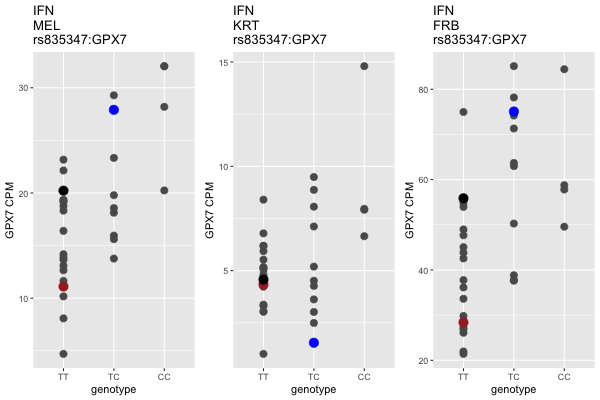 IFN
MEL
rs835347:GPX7
GPX7 CPM
30
20
10
TT
TC
CC
genotype
IFN
KRT
rs835347:GPX7
GPX7 CPM
15
10
5
TT
TC
CC
genotype
IFN
FRB
rs835347:GPX7
GPX7 CPM
80
60
40
20
TT
TC
CC
genotype